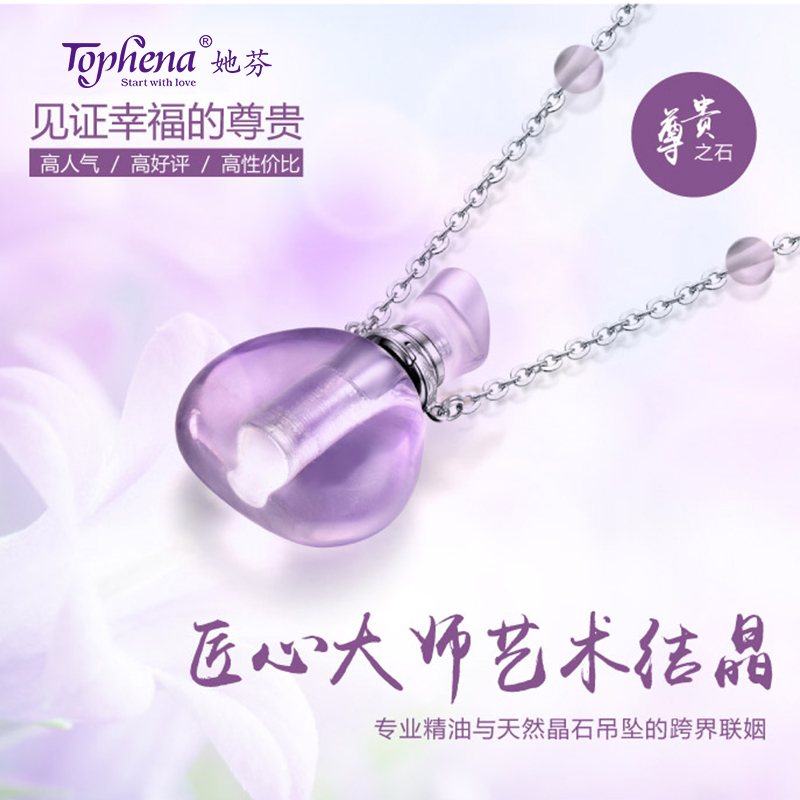 Tophena® 她芬
Start with love
见证幸福的尊贵
高人气 / 高好评 / 高性价比
尊贵
之石
匠心大师艺术结晶
专业精油与天然晶石吊坠的跨界联姻